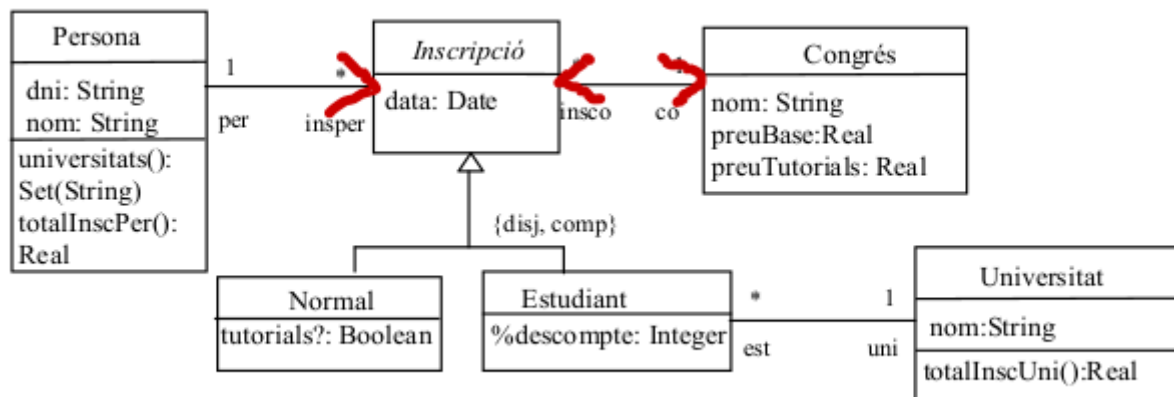 Persona
dni: String
nom: String
universitats():
Set(String)
totalInscPer():
Real
1
per
*
insper
Inscripció
data: Date
insco
co
Congrés
nom: String
preuBase:Real
preuTutorials: Real
{disj, comp}
Normal
tutorials?: Boolean
Estudiant
%descompte: Integer
*
est
1
uni
Universitat
nom:String
totalInscUni():Real